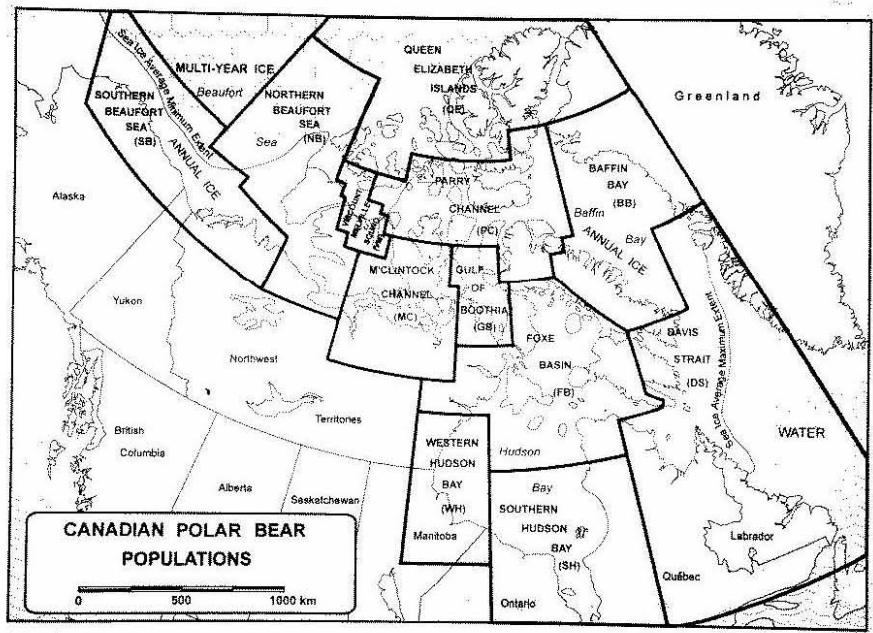 MULTI-YEAR ICE
Beaufort
Sea Ice Average Minimum Extent
SOUTHERN
BEAUFORT
SEA
(SB)
ANNUAL ICE
NORTHERN
BEAUFORT
SEA
(NB)
Sea
QUEEN
ELIZABETH
ISLANDS
(QE)
Greenland
BAFFIN
BAY
(BB)
Baffin
Bay
ANNUAL ICE
PARRY
CHANNEL
(PC)
VISCOUNT
MELVILLE
SOUND
Alaska
Yukon
M'CLINTOCK
CHANNEL
(MC)
GULF
OF
BOOTHIA
(GB)
FOXE
BASIN
(FB)
DAVIS
STRAIT
(DS)
Sea Ice Average Maximum Extent
WATER
Northwest
Territories
British
Columbia
Alberta
Saskatchewan
WESTERN
HUDSON
BAY
(WH)
Manitoba
Hudson
Bay
SOUTHERN
HUDSON
BAY
(SH)
Ontario
Québec
Labrador
CANADIAN POLAR BEAR
POPULATIONS
0 500 1000 km